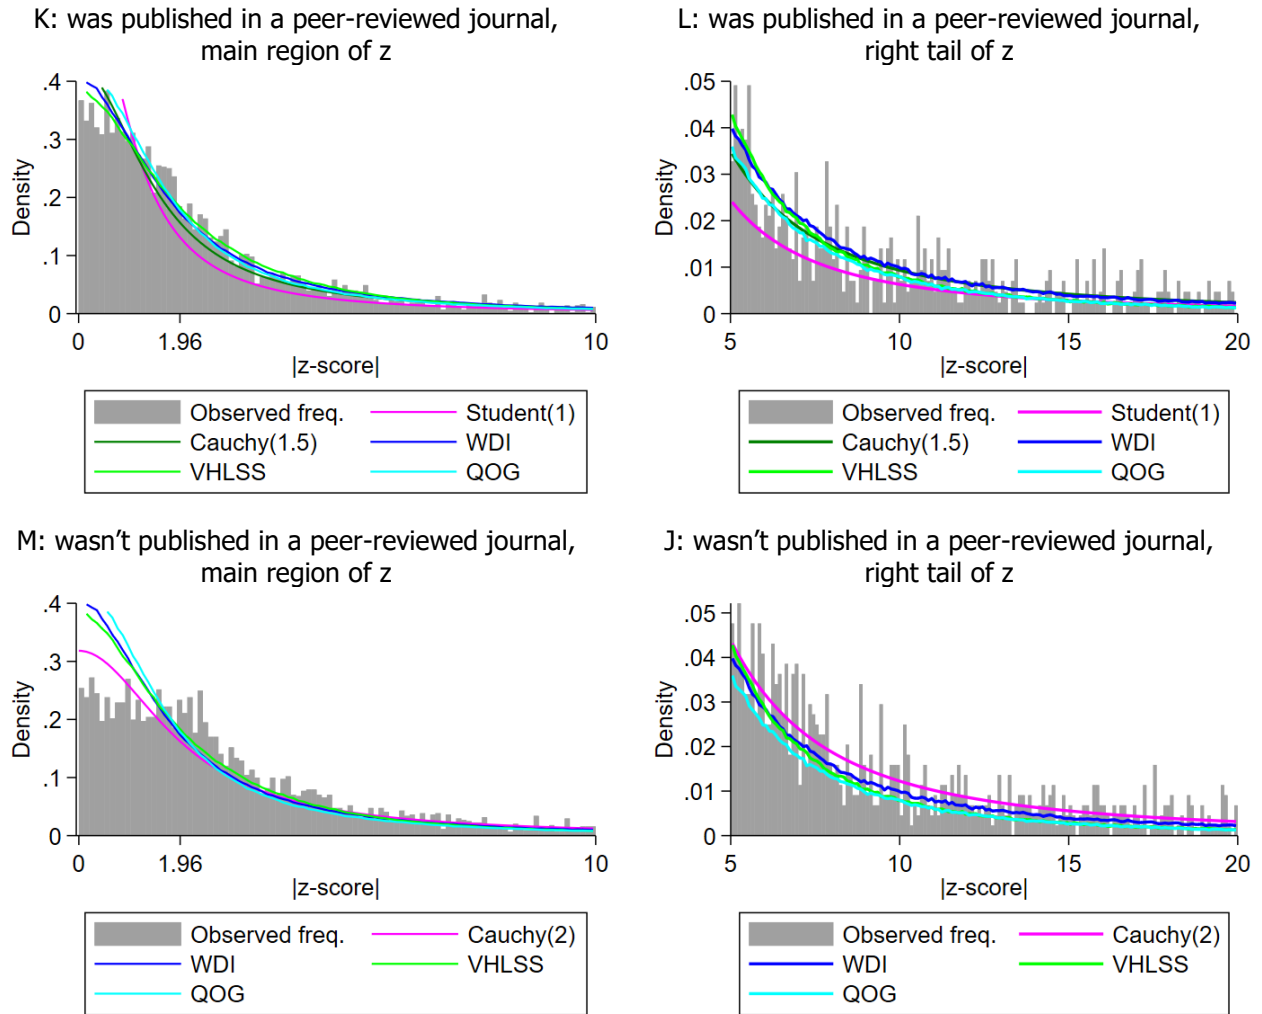 K: was published in a peer-reviewed journal,
main region of z
.4
.3
.2
.1
0
Density
0
1.96
10
|z-score|
Observed freq.
Student(1)
Cauchy(1.5)
WDI
VHLSS
QOG
L: was published in a peer-reviewed journal,
right tail of z
.05
.04
.03
.02
.01
0
Density
5
10
15
20
|z-score|
Observed freq.
Student(1)
Cauchy(1.5)
WDI
VHLSS
QOG
M: wasn’t published in a peer-reviewed journal,
main region of z
.4
.3
.2
.1
0
Density
0
1.96
10
|z-score|
Observed freq.
Cauchy(2)
WDI
VHLSS
QOG
J: wasn’t published in a peer-reviewed journal,
right tail of z
.05
.04
.03
.02
.01
0
Density
5
10
15
20
|z-score|
Observed freq.
Cauchy(2)
WDI
VHLSS
QOG